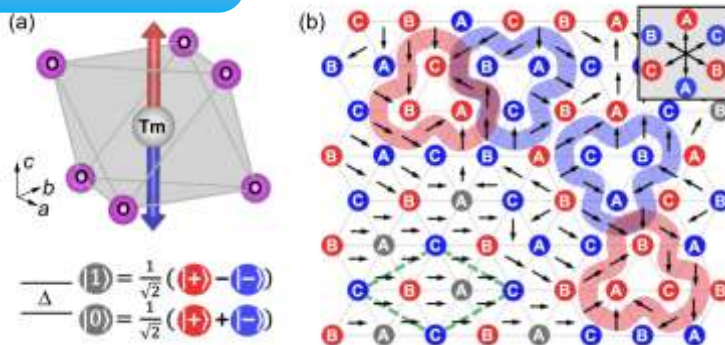 (a)
O
O
O
Tm
O
O
O
c
b
a
|1⟩ = 1/√2 (|+⟩ − |−⟩)
Δ
|0⟩ = 1/√2 (|+⟩ + |−⟩)
(b)
C B A C B A
A
B C
C B
A
B A C B A C
C B A C B A C B
B A C B A C B A
C B A C B A C B
B A C B A C B A
C B A C B A C B
B A C B A C B A